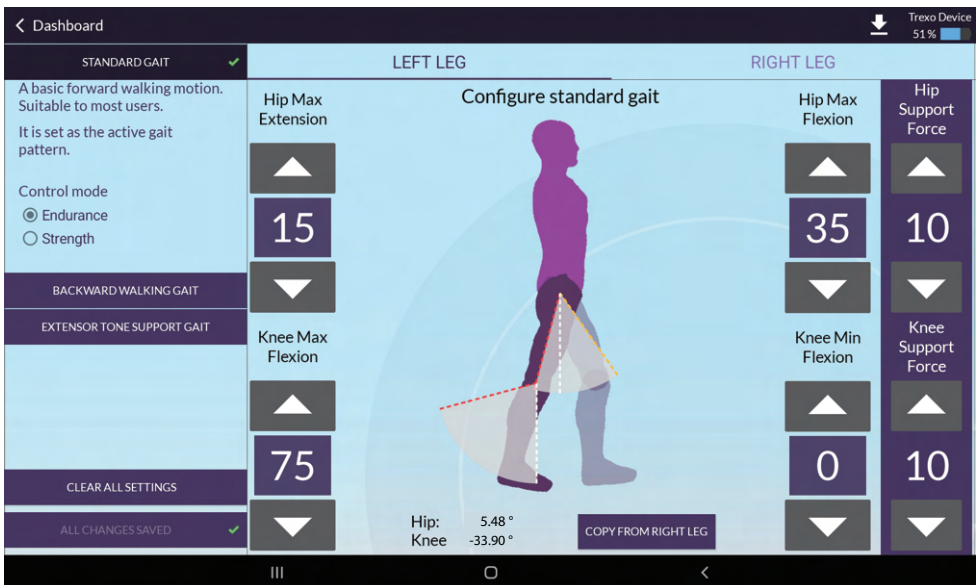 Dashboard
Trexo Device
51 %
STANDARD GAIT
A basic forward walking motion.
Suitable to most users.
It is set as the active gait
pattern.
Control mode
Endurance
Strength
BACKWARD WALKING GAIT
EXTENSOR TONE SUPPORT GAIT
CLEAR ALL SETTINGS
ALL CHANGES SAVED
LEFT LEG
RIGHT LEG
Configure standard gait
Hip Max
Extension
15
Knee Max
Flexion
75
Hip: 5.48 °
Knee -33.90 °
COPY FROM RIGHT LEG
Hip Max
Flexion
35
Knee Min
Flexion
0
Hip
Support
Force
10
Knee
Support
Force
10